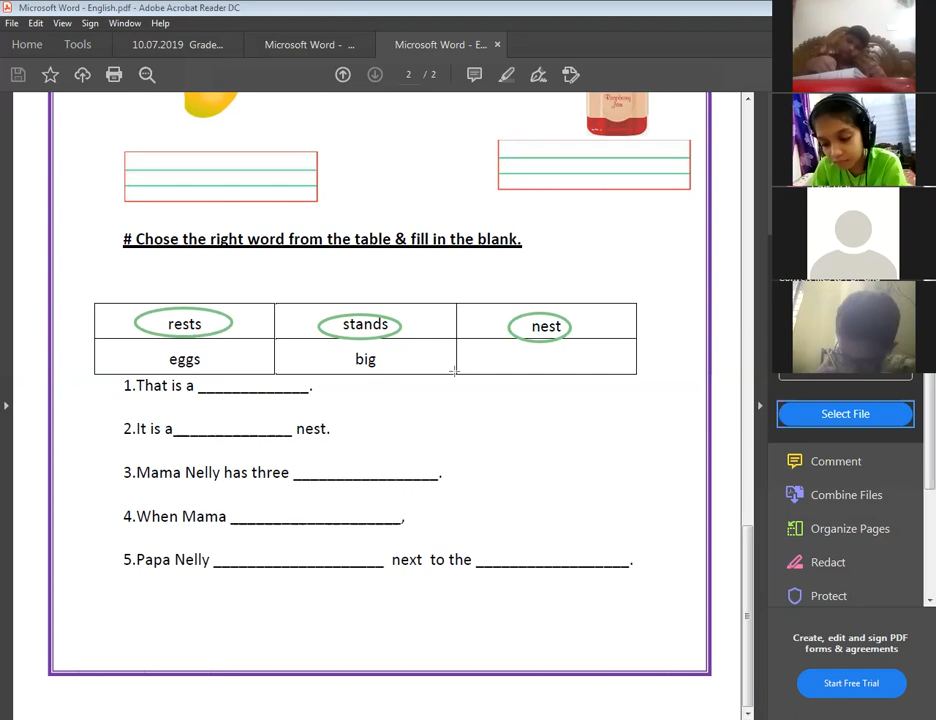 Microsoft Word - English.pdf - Adobe Acrobat Reader DC
File Edit View Sign Window Help
Home Tools 10.07.2019 Grade... Microsoft Word - ... Microsoft Word - E... ×
2 / 2
Raspberry
Jam
# Chose the right word from the table & fill in the blank.
rests stands nest
eggs big
1.That is a _____________.
2.It is a______________ nest.
3.Mama Nelly has three _________________.
4.When Mama ____________________,
5.Papa Nelly ____________________ next to the __________________.
Select File
Comment
Combine Files
Organize Pages
Redact
Protect
Convert, edit and sign PDF
forms & agreements
Start Free Trial